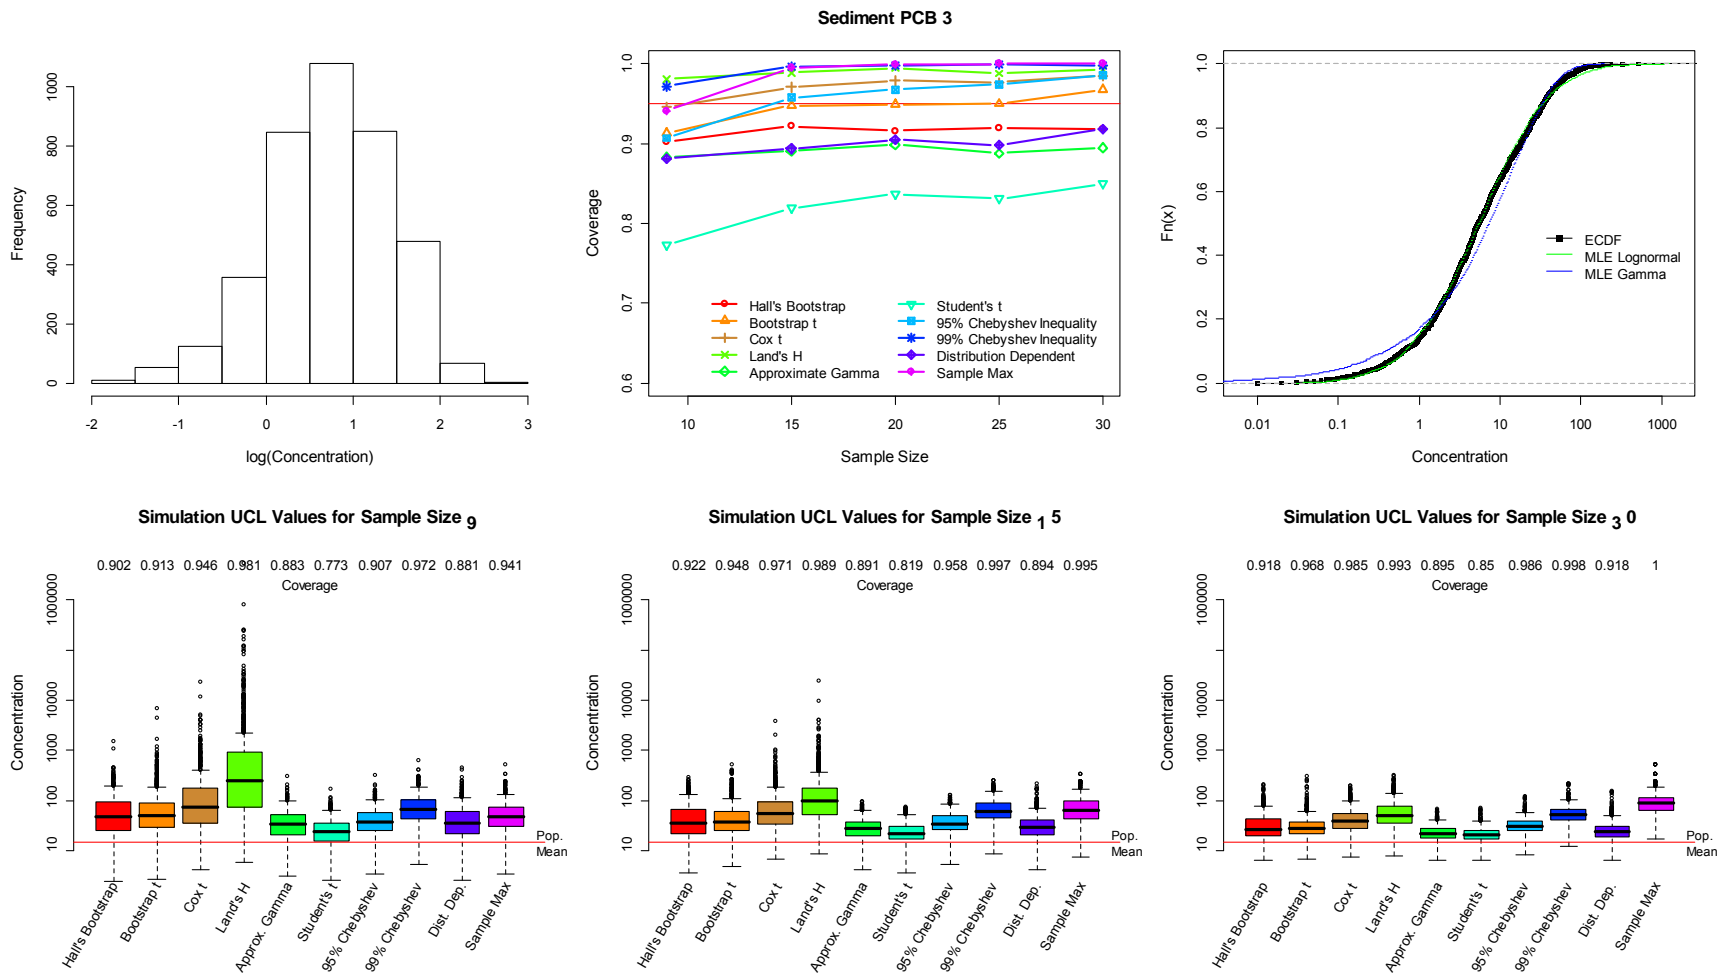 Sediment PCB 3
Frequency
0 200 400 600 800 1000
-2 -1 0 1 2 3
log(Concentration)
Coverage
0.6 0.7 0.8 0.9 1.0
Hall's Bootstrap
Bootstrap t
Cox t
Land's H
Approximate Gamma
Student's t
95% Chebyshev Inequality
99% Chebyshev Inequality
Distribution Dependent
Sample Max
10 15 20 25 30
Sample Size
Fn(x)
0.0 0.2 0.4 0.6 0.8 1.0
ECDF
MLE Lognormal
MLE Gamma
0.01 0.1 1 10 100 1000
Concentration
Simulation UCL Values for Sample Size 9
0.902 0.913 0.946 0.981 0.883 0.773 0.907 0.972 0.881 0.941
Coverage
Concentration
10 100 1000 10000 1000000
Pop.
Mean
Hall's Bootstrap
Bootstrap t
Cox t
Land's H
Approx. Gamma
Student's t
95% Chebyshev
99% Chebyshev
Dist. Dep.
Sample Max
Simulation UCL Values for Sample Size 1 5
0.922 0.948 0.971 0.989 0.891 0.819 0.958 0.997 0.894 0.995
Coverage
Concentration
10 100 1000 10000 1000000
Pop.
Mean
Hall's Bootstrap
Bootstrap t
Cox t
Land's H
Approx. Gamma
Student's t
95% Chebyshev
99% Chebyshev
Dist. Dep.
Sample Max
Simulation UCL Values for Sample Size 3 0
0.918 0.968 0.985 0.993 0.895 0.85 0.986 0.998 0.918 1
Coverage
Concentration
10 100 1000 10000 1000000
Pop.
Mean
Hall's Bootstrap
Bootstrap t
Cox t
Land's H
Approx. Gamma
Student's t
95% Chebyshev
99% Chebyshev
Dist. Dep.
Sample Max